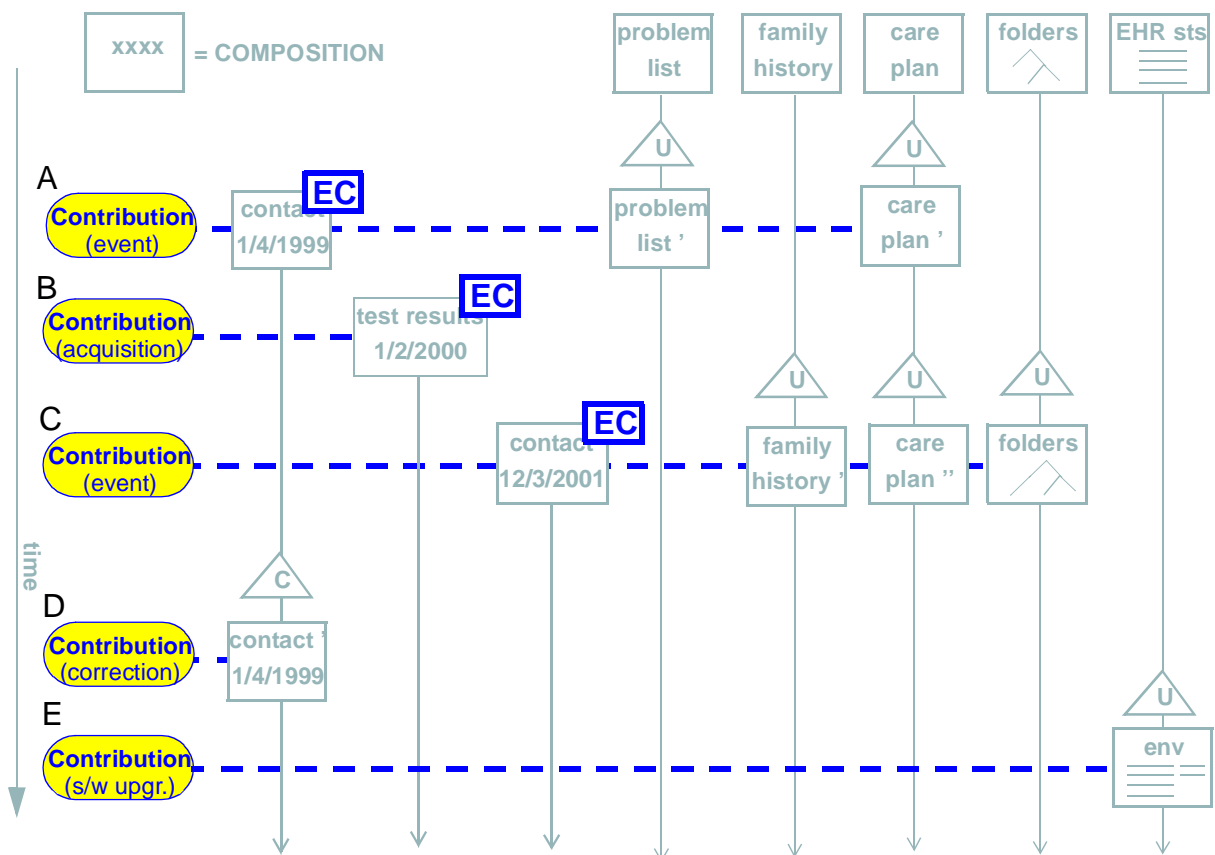 xxxx
= COMPOSITION
problem
list
family
history
care
plan
folders
EHR sts
U
U
A
Contribution
(event)
contact
1/4/1999
EC
problem
list ’
care
plan ’
B
Contribution
(acquisition)
test results
1/2/2000
EC
U
U
U
C
Contribution
(event)
contact
12/3/2001
EC
family
history ’
care
plan ’’
folders
time
C
D
Contribution
(correction)
contact ’
1/4/1999
U
E
Contribution
(s/w upgr.)
env